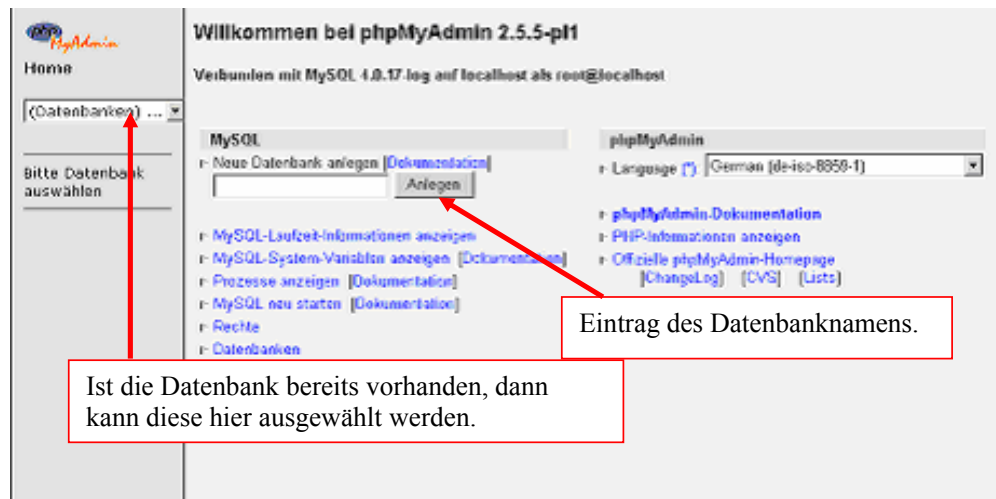 php
MyAdmin
Home
(Datenbanken) ...
Bitte Datenbank
auswählen
Willkommen bei phpMyAdmin 2.5.5-pl1
Verbunden mit MySQL 4.0.17-log auf localhost als root@localhost
MySQL
Neue Datenbank anlegen [Dokumentation]
Anlegen
MySQL-Laufzeit-Informationen anzeigen
MySQL-System-Variablen anzeigen [Dokumentation]
Prozesse anzeigen [Dokumentation]
MySQL neu starten [Dokumentation]
Rechte
Datenbanken
phpMyAdmin
Language (*): German (de-iso-8859-1)
phpMyAdmin-Dokumentation
PHP-Informationen anzeigen
Offizielle phpMyAdmin-Homepage
[ChangeLog] [CVS] [Lists]
Eintrag des Datenbanknamens.
Ist die Datenbank bereits vorhanden, dann
kann diese hier ausgewählt werden.